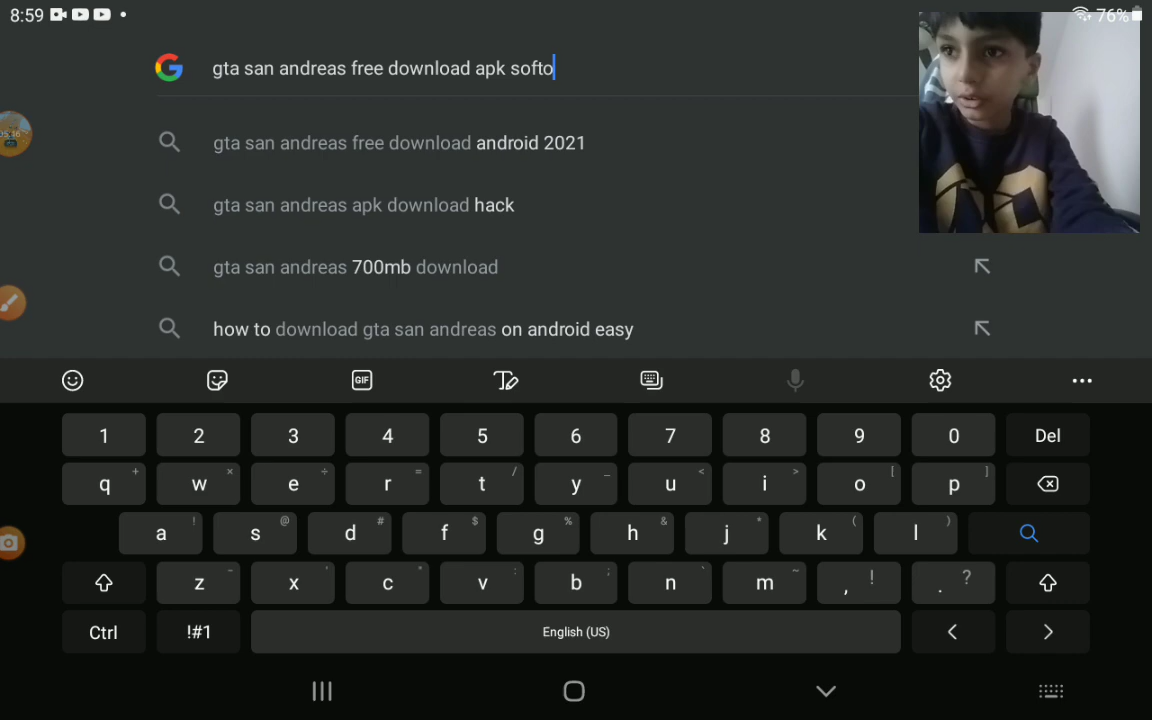 8:59 76%
gta san andreas free download apk softo
gta san andreas free download android 2021
gta san andreas apk download hack
gta san andreas 700mb download
how to download gta san andreas on android easy
GIF
1 2 3 4 5 6 7 8 9 0 Del
q + w × e ÷ r = t / y _ u < i > o [ p ]
a ! s @ d # f $ g % h & j * k ( l )
z - x ' c " v : b ; n ` m ~ , ! . ?
Ctrl !#1 English (US) < >